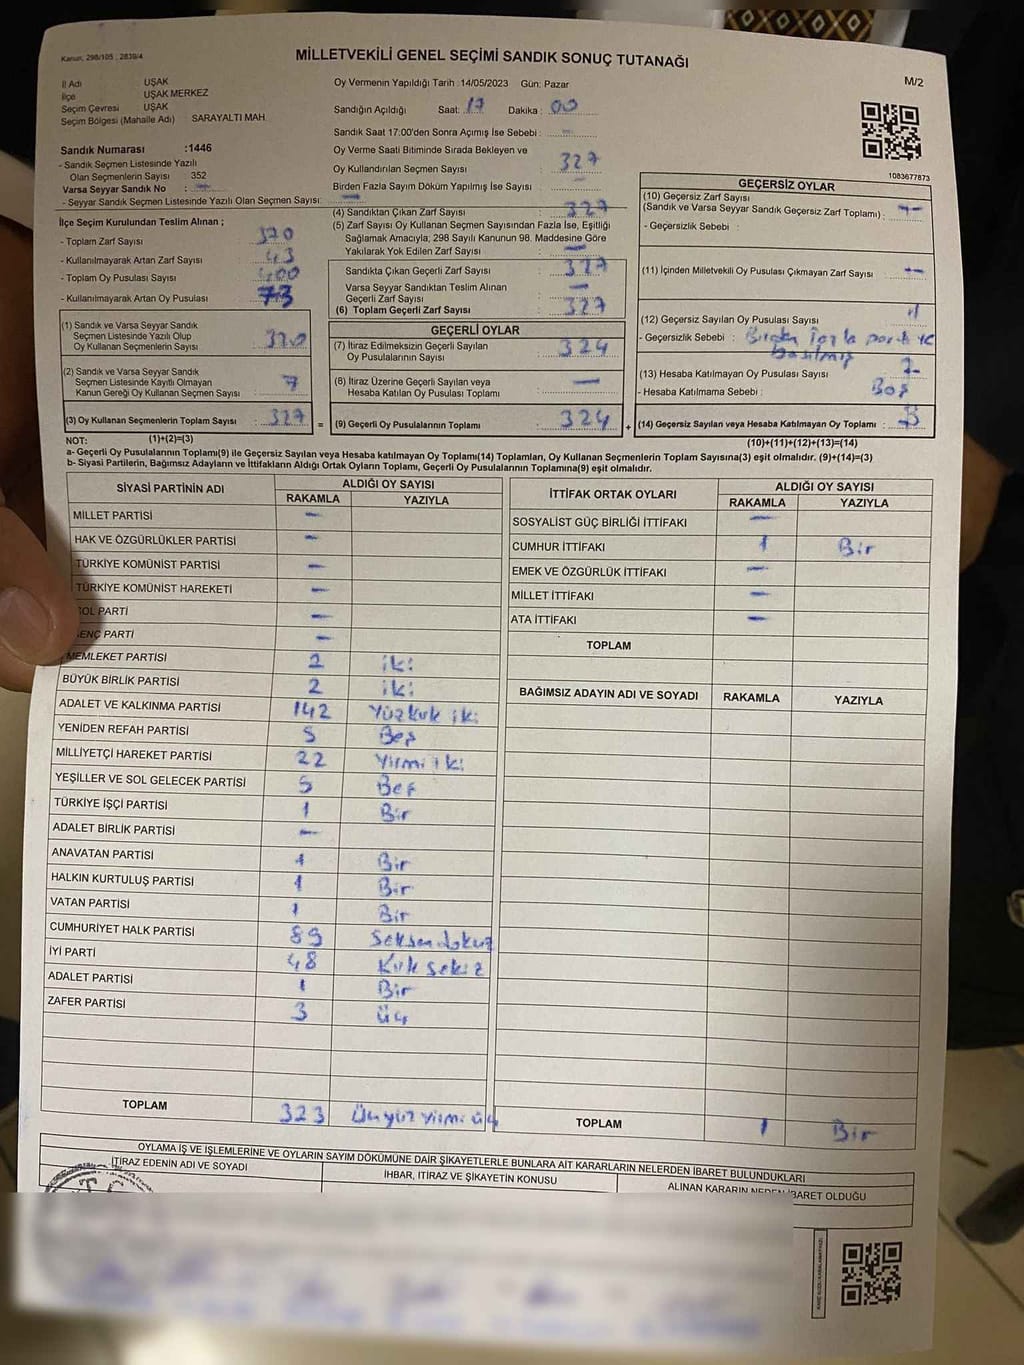 Kanun, 298/105 ; 2839/4
MİLLETVEKİLİ GENEL SEÇİMİ SANDIK SONUÇ TUTANAĞI
M/2
İl Adı UŞAK
İlçe UŞAK MERKEZ
Seçim Çevresi UŞAK
Seçim Bölgesi (Mahalle Adı) SARAYALTI MAH.
Sandık Numarası :1446
- Sandık Seçmen Listesinde Yazılı
Olan Seçmenlerin Sayısı 352
Varsa Seyyar Sandık No : —
- Seyyar Sandık Seçmen Listesinde Yazılı Olan Seçmen Sayısı: —
Oy Vermenin Yapıldığı Tarih :14/05/2023 Gün: Pazar
Sandığın Açıldığı Saat: 17 Dakika : 00
Sandık Saat 17:00'den Sonra Açımış İse Sebebi : —
Oy Verme Saati Bitiminde Sırada Bekleyen ve
Oy Kullandırılan Seçmen Sayısı : 327
Birden Fazla Sayım Döküm Yapılmış İse Sayısı : —
1083677873
İlçe Seçim Kurulundan Teslim Alınan ;
- Toplam Zarf Sayısı : 370
- Kullanılmayarak Artan Zarf Sayısı : 43
- Toplam Oy Pusulası Sayısı : 400
- Kullanılmayarak Artan Oy Pusulası : 73
(4) Sandıktan Çıkan Zarf Sayısı : 327
(5) Zarf Sayısı Oy Kullanan Seçmen Sayısından Fazla İse, Eşitliği
Sağlamak Amacıyla; 298 Sayılı Kanunun 98. Maddesine Göre
Yakılarak Yok Edilen Zarf Sayısı : —
Sandıkta Çıkan Geçerli Zarf Sayısı : 327
Varsa Seyyar Sandıktan Teslim Alınan
Geçerli Zarf Sayısı : —
(6) Toplam Geçerli Zarf Sayısı : 327
GEÇERSİZ OYLAR
(10) Geçersiz Zarf Sayısı
(Sandık ve Varsa Seyyar Sandık Geçersiz Zarf Toplamı) : —
- Geçersizlik Sebebi :
(11) İçinden Milletvekili Oy Pusulası Çıkmayan Zarf Sayısı : —
(12) Geçersiz Sayılan Oy Pusulası Sayısı : 1
- Geçersizlik Sebebi : Birden fazla partiye
basılmış
(13) Hesaba Katılmayan Oy Pusulası Sayısı : 2
- Hesaba Katılmama Sebebi : Boş
(14) Geçersiz Sayılan veya Hesaba Katılmayan Oy Toplamı : 3
(10)+(11)+(12)+(13)=(14)
(1) Sandık ve Varsa Seyyar Sandık
Seçmen Listesinde Yazılı Olup
Oy Kullanan Seçmenlerin Sayısı : 320
(2) Sandık ve Varsa Seyyar Sandık
Seçmen Listesinde Kayıtlı Olmayan
Kanun Gereği Oy Kullanan Seçmen Sayısı : 7
(3) Oy Kullanan Seçmenlerin Toplam Sayısı : 327
(1)+(2)=(3)
GEÇERLİ OYLAR
(7) İtiraz Edilmeksizin Geçerli Sayılan
Oy Pusulalarının Sayısı : 324
(8) İtiraz Üzerine Geçerli Sayılan veya
Hesaba Katılan Oy Pusulası Toplamı : —
= (9) Geçerli Oy Pusulalarının Toplamı : 324 +
NOT:
a- Geçerli Oy Pusulalarının Toplamı(9) ile Geçersiz Sayılan veya Hesaba katılmayan Oy Toplamı(14) Toplamları, Oy Kullanan Seçmenlerin Toplam Sayısına(3) eşit olmalıdır. (9)+(14)=(3)
b- Siyasi Partilerin, Bağımsız Adayların ve İttifakların Aldığı Ortak Oyların Toplamı, Geçerli Oy Pusulalarının Toplamına(9) eşit olmalıdır.
SİYASİ PARTİNİN ADI ALDIĞI OY SAYISI
RAKAMLA YAZIYLA
MİLLET PARTİSİ —
HAK VE ÖZGÜRLÜKLER PARTİSİ —
TÜRKİYE KOMÜNİST PARTİSİ —
TÜRKİYE KOMÜNİST HAREKETİ —
SOL PARTİ —
GENÇ PARTİ —
MEMLEKET PARTİSİ 2 iki
BÜYÜK BİRLİK PARTİSİ 2 iki
ADALET VE KALKINMA PARTİSİ 142 Yüzkırk iki
YENİDEN REFAH PARTİSİ 5 Beş
MİLLİYETÇİ HAREKET PARTİSİ 22 Yirmi iki
YEŞİLLER VE SOL GELECEK PARTİSİ 5 Beş
TÜRKİYE İŞÇİ PARTİSİ 1 Bir
ADALET BİRLİK PARTİSİ —
ANAVATAN PARTİSİ 1 Bir
HALKIN KURTULUŞ PARTİSİ 1 Bir
VATAN PARTİSİ 1 Bir
CUMHURİYET HALK PARTİSİ 89 Seksen dokuz
İYİ PARTİ 48 Kırk sekiz
ADALET PARTİSİ 1 Bir
ZAFER PARTİSİ 3 üç
TOPLAM 323 Üçyüz yirmi üç
İTTİFAK ORTAK OYLARI ALDIĞI OY SAYISI
RAKAMLA YAZIYLA
SOSYALİST GÜÇ BİRLİĞİ İTTİFAKI —
CUMHUR İTTİFAKI 1 Bir
EMEK VE ÖZGÜRLÜK İTTİFAKI —
MİLLET İTTİFAKI —
ATA İTTİFAKI —
TOPLAM
BAĞIMSIZ ADAYIN ADI VE SOYADI RAKAMLA YAZIYLA
TOPLAM 1 Bir
OYLAMA İŞ VE İŞLEMLERİNE VE OYLARIN SAYIM DÖKÜMÜNE DAİR ŞİKAYETLERLE BUNLARA AİT KARARLARIN NELERDEN İBARET BULUNDUKLARI
İTİRAZ EDENİN ADI VE SOYADI İHBAR, İTİRAZ VE ŞİKAYETİN KONUSU ALINAN KARARIN NEDEN İBARET OLDUĞU
T.C.